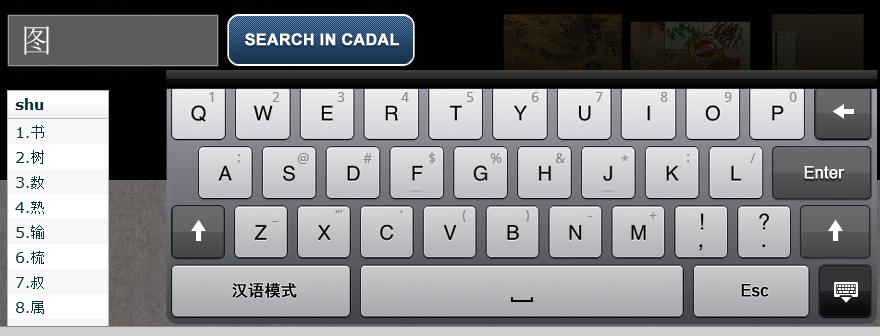 图
SEARCH IN CADAL
shu
1.书
2.树
3.数
4.熟
5.输
6.梳
7.叔
8.属
Q 1 W 2 E 3 R 4 T 5 Y 6 U 7 I 8 O 9 P 0
A ; S @ D # F $ G % H & J * K : L / Enter
Z _ X “” C ‘ V ( B ) N - M + ! , ? .
汉语模式 Esc